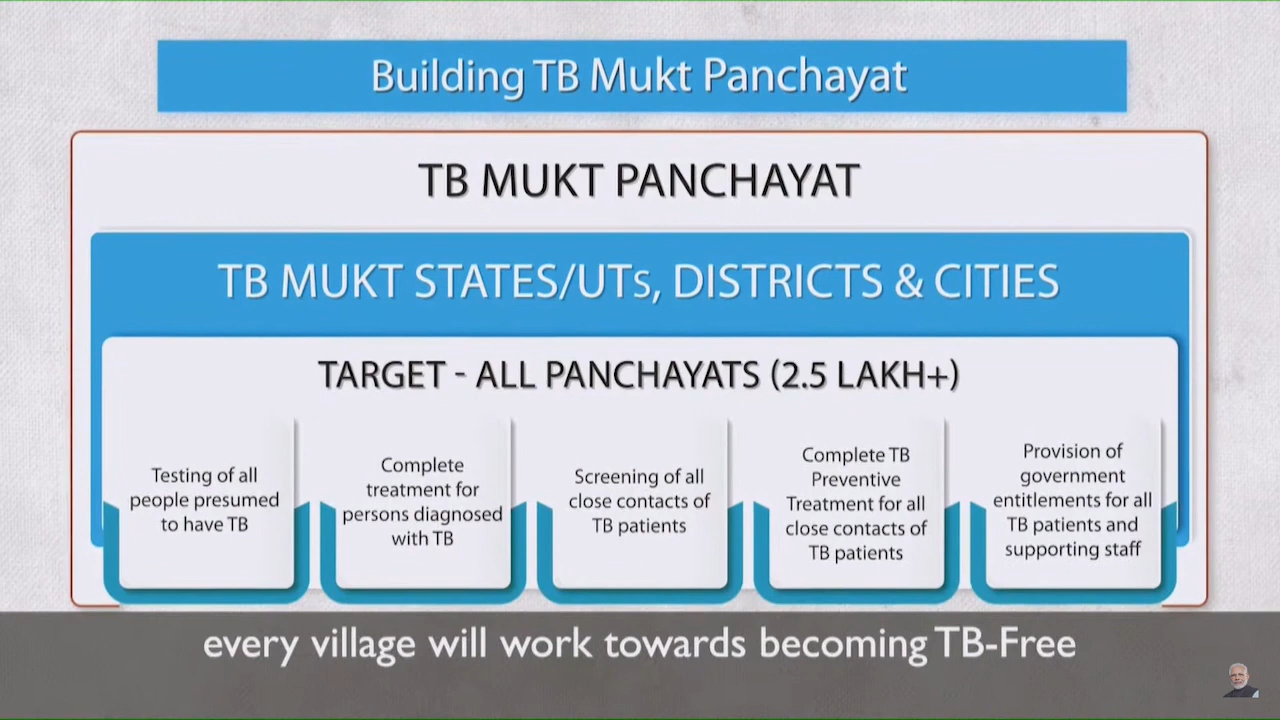 Building TB Mukt Panchayat
TB MUKT PANCHAYAT
TB MUKT STATES/UTs, DISTRICTS & CITIES
TARGET - ALL PANCHAYATS (2.5 LAKH+)
Testing of all
people presumed
to have TB
Complete
treatment for
persons diagnosed
with TB
Screening of all
close contacts of
TB patients
Complete TB
Preventive
Treatment for all
close contacts of
TB patients
Provision of
government
entitlements for all
TB patients and
supporting staff
every village will work towards becoming TB-Free